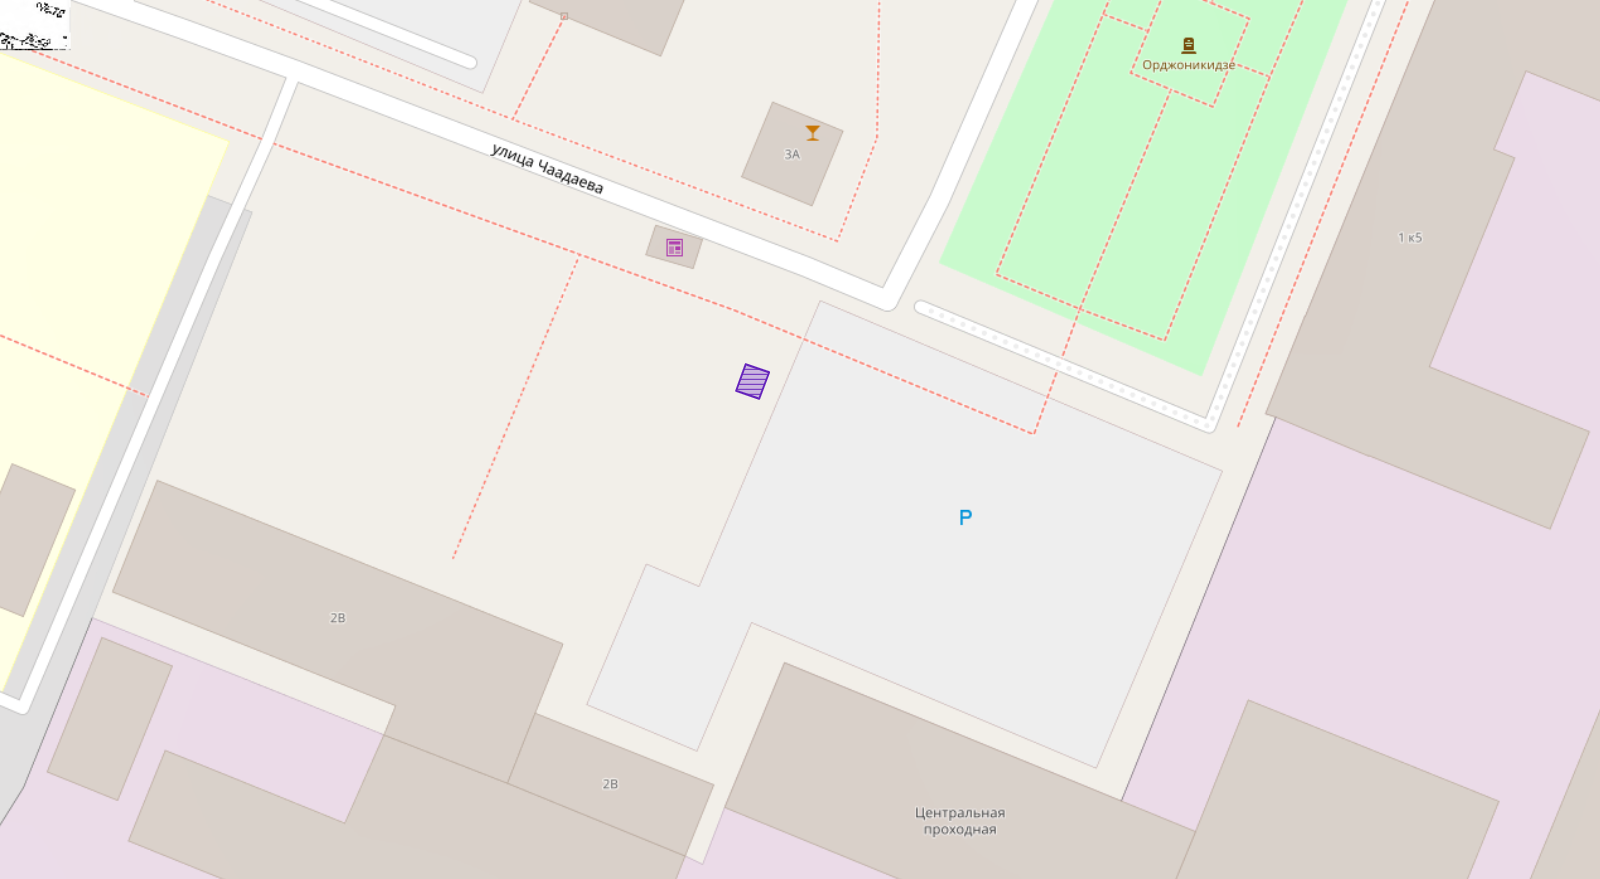 Орджоникидзе
улица Чаадаева
3А
1 к5
P
2В
2В
Центральная
проходная